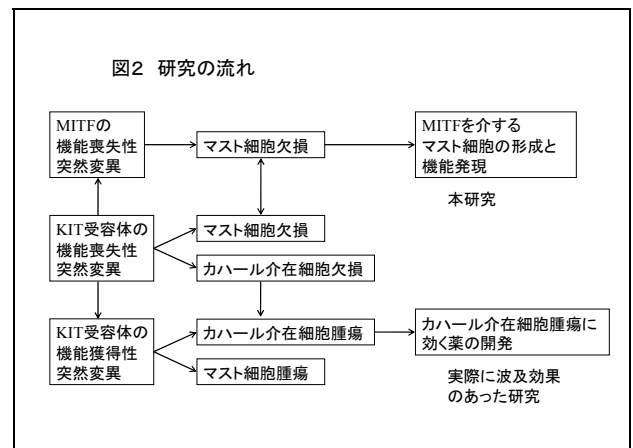 図2 研究の流れ
MITFの
機能喪失性
突然変異
マスト細胞欠損
MITFを介する
マスト細胞の形成と
機能発現
本研究
KIT受容体の
機能喪失性
突然変異
マスト細胞欠損
カハール介在細胞欠損
KIT受容体の
機能獲得性
突然変異
カハール介在細胞腫瘍
マスト細胞腫瘍
カハール介在細胞腫瘍に
効く薬の開発
実際に波及効果
のあった研究